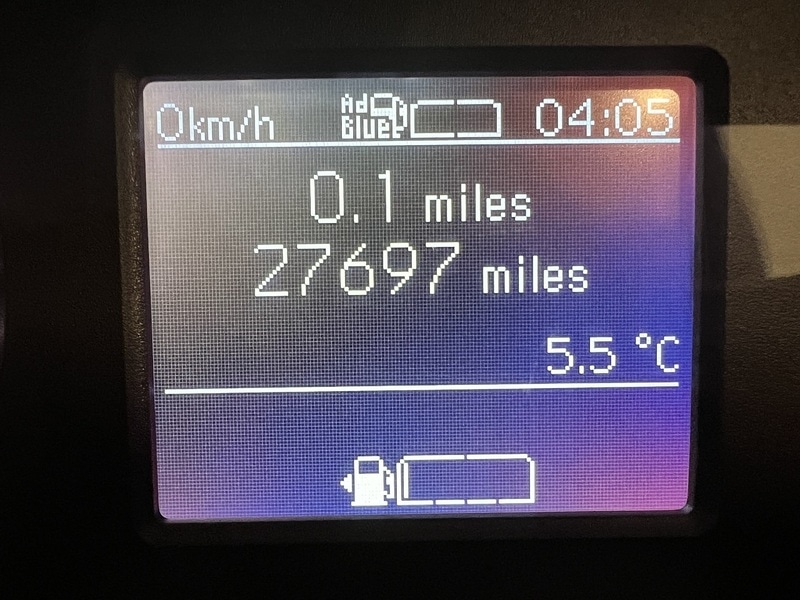 0km/h Ad Blue 04:05
0.1 miles
27697 miles
5.5 °C